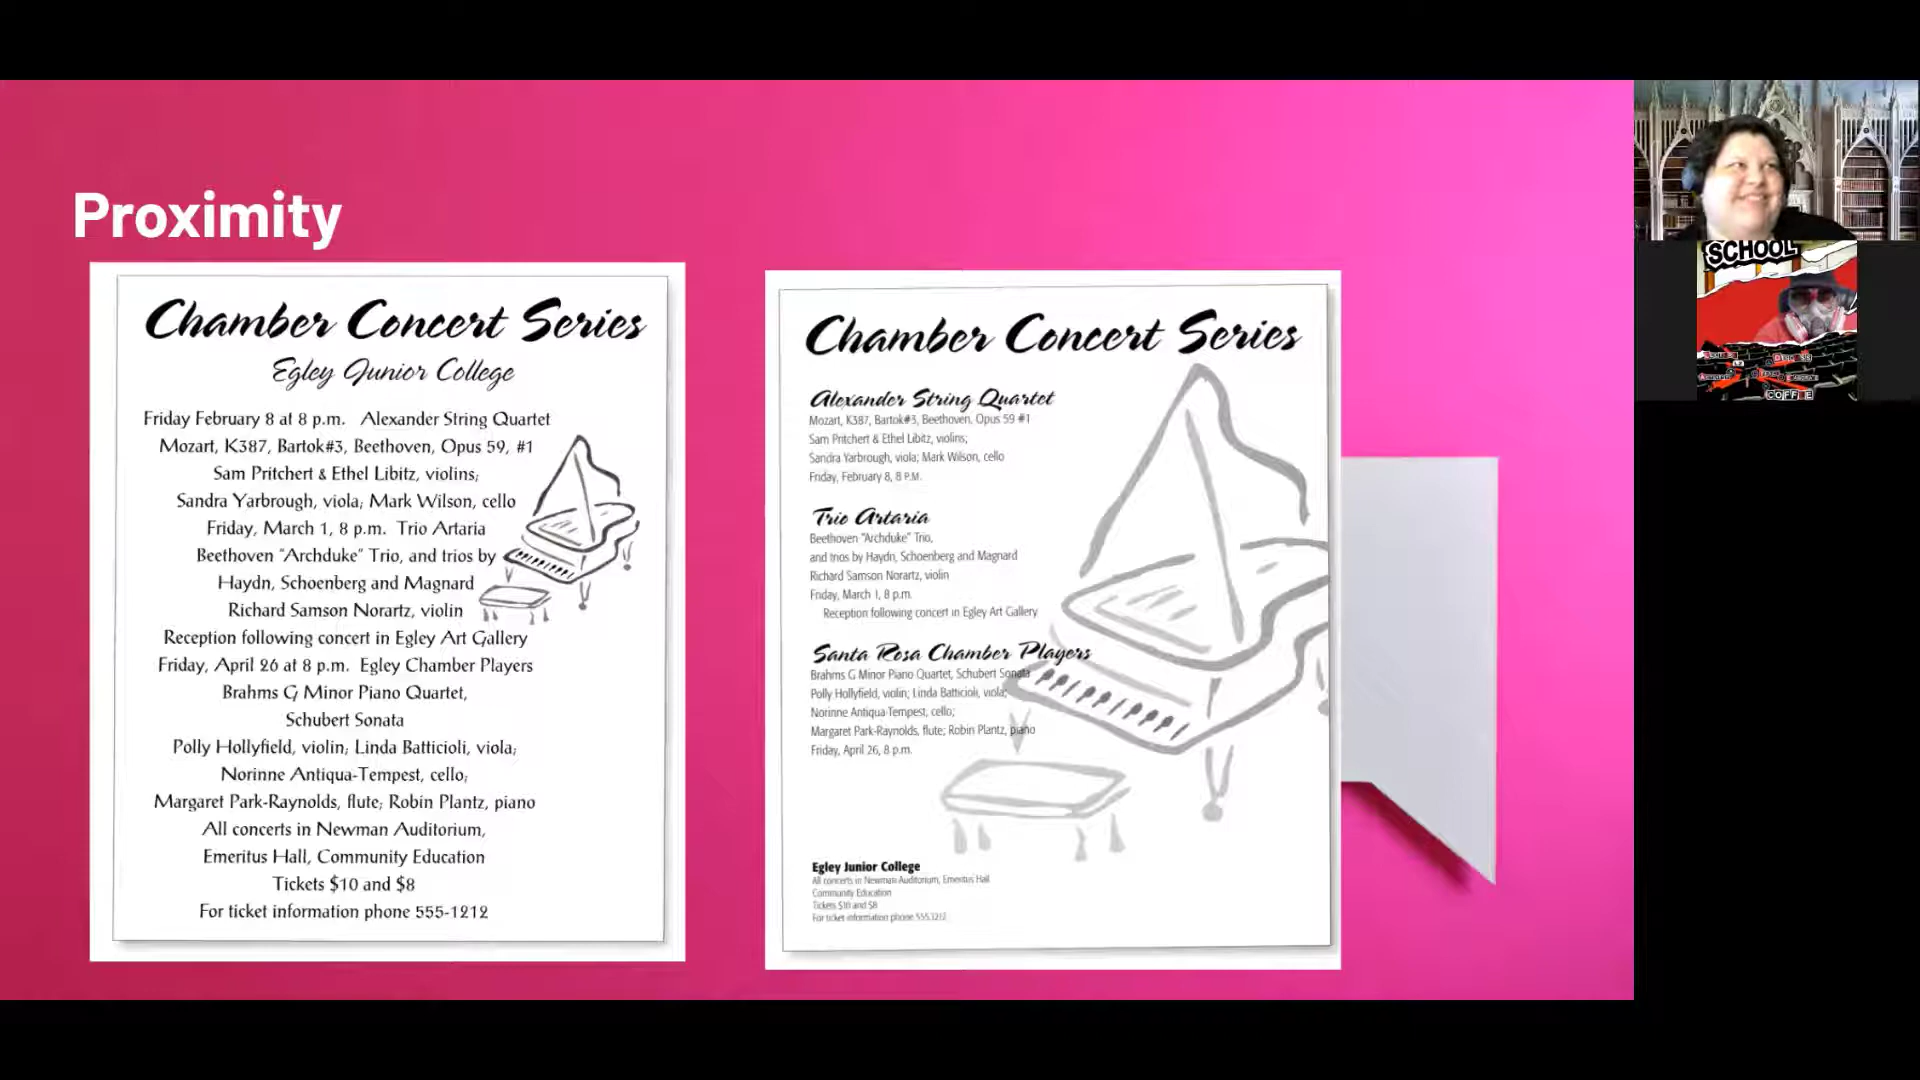 Proximity
Chamber Concert Series
Egley Junior College
Friday February 8 at 8 p.m. Alexander String Quartet
Mozart, K387, Bartok#3, Beethoven, Opus 59, #1
Sam Pritchert & Ethel Libitz, violins;
Sandra Yarbrough, viola; Mark Wilson, cello
Friday, March 1, 8 p.m. Trio Artaria
Beethoven "Archduke" Trio, and trios by
Haydn, Schoenberg and Magnard
Richard Samson Norartz, violin
Reception following concert in Egley Art Gallery
Friday, April 26 at 8 p.m. Egley Chamber Players
Brahms G Minor Piano Quartet,
Schubert Sonata
Polly Hollyfield, violin; Linda Batticioli, viola;
Norinne Antiqua-Tempest, cello;
Margaret Park-Raynolds, flute; Robin Plantz, piano
All concerts in Newman Auditorium,
Emeritus Hall, Community Education
Tickets $10 and $8
For ticket information phone 555-1212
Chamber Concert Series
Alexander String Quartet
Mozart, K387, Bartok#3, Beethoven, Opus 59 #1
Sam Pritchert & Ethel Libitz, violins;
Sandra Yarbrough, viola; Mark Wilson, cello
Friday, February 8, 8 P.M.
Trio Artaria
Beethoven "Archduke" Trio,
and trios by Haydn, Schoenberg and Magnard
Richard Samson Norartz, violin
Friday, March 1, 8 p.m.
Reception following concert in Egley Art Gallery
Santa Rosa Chamber Players
Brahms G Minor Piano Quartet, Schubert Sonata
Polly Hollyfield, violin; Linda Batticioli, viola;
Norinne Antiqua-Tempest, cello;
Margaret Park-Raynolds, flute; Robin Plantz, piano
Friday, April 26, 8 p.m.
Egley Junior College
All concerts in Newman Auditorium, Emeritus Hall
Community Education
Tickets $10 and $8
For ticket information phone 555.1212
SCHOOL
COFFEE